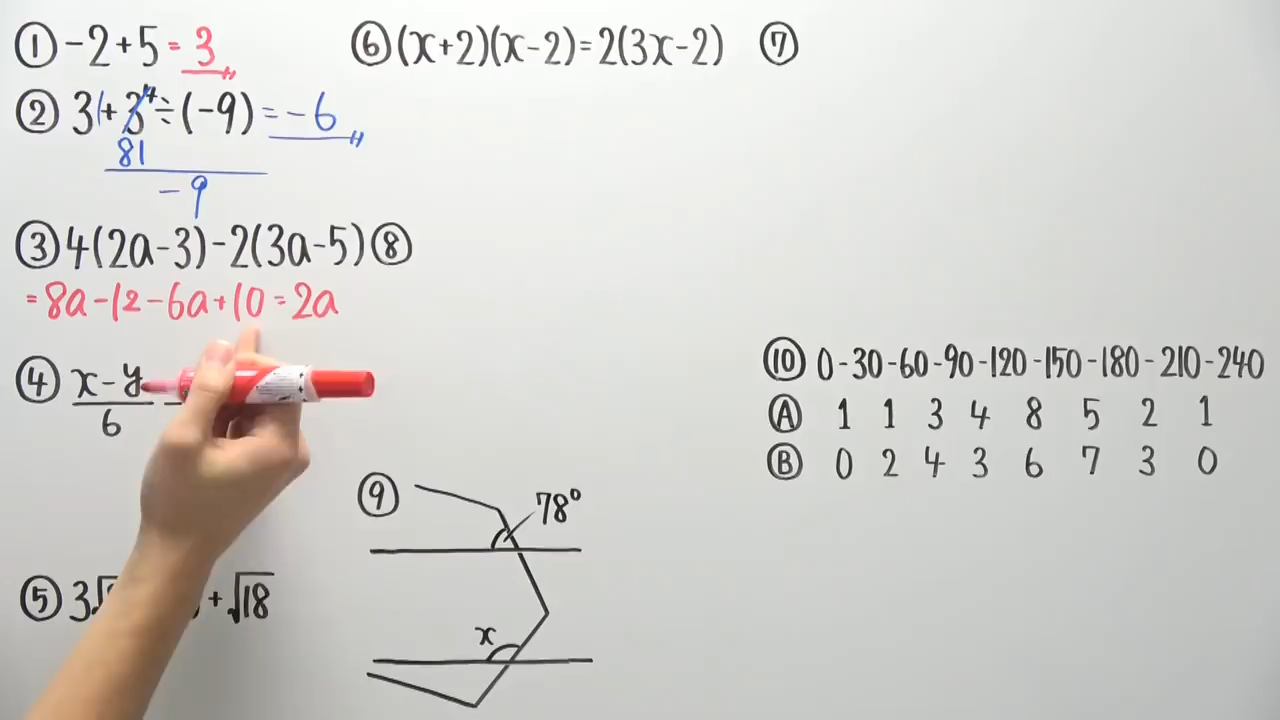 ① -2+5 = 3
② 3 + 3⁴ ÷ (-9) = -6
81
-9
③ 4(2a-3)-2(3a-5)
= 8a-12-6a+10 = 2a
④ x-y
6
⑤ 3√ + √18
⑥ (x+2)(x-2)=2(3x-2)
⑦
⑧
⑨ 78°
x
⑩ 0-30-60-90-120-150-180-210-240
Ⓐ 1 1 3 4 8 5 2 1
Ⓑ 0 2 4 3 6 7 3 0